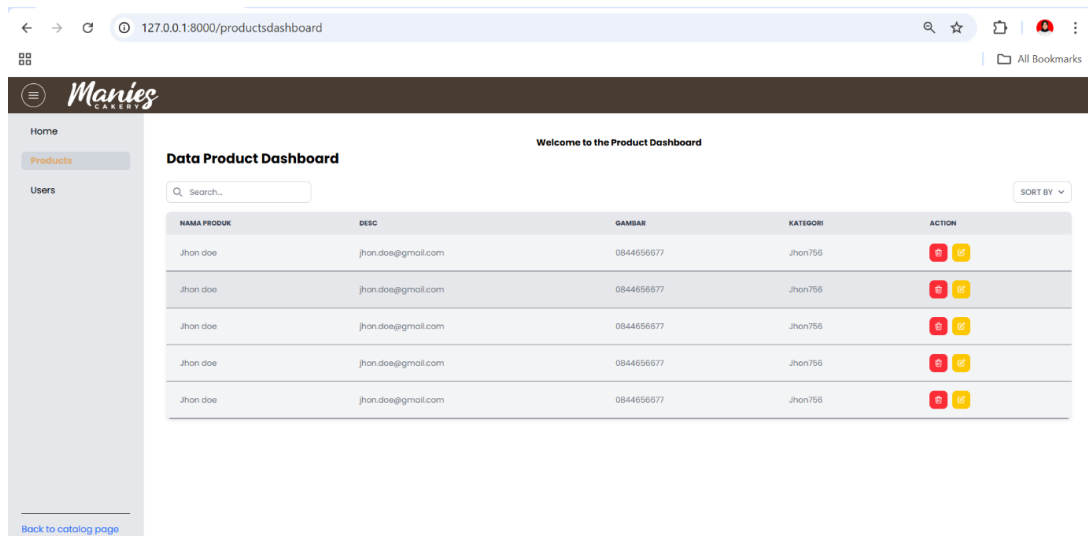 127.0.0.1:8000/productsdashboard
All Bookmarks
Manies
CAKERY
Home
Products
Users
Welcome to the Product Dashboard
Data Product Dashboard
Search...
SORT BY
NAMA PRODUK DESC GAMBAR KATEGORI ACTION
Jhon doe jhon.doe@gmail.com 0844656677 Jhon756
Jhon doe jhon.doe@gmail.com 0844656677 Jhon756
Jhon doe jhon.doe@gmail.com 0844656677 Jhon756
Jhon doe jhon.doe@gmail.com 0844656677 Jhon756
Jhon doe jhon.doe@gmail.com 0844656677 Jhon756
Back to catalog page